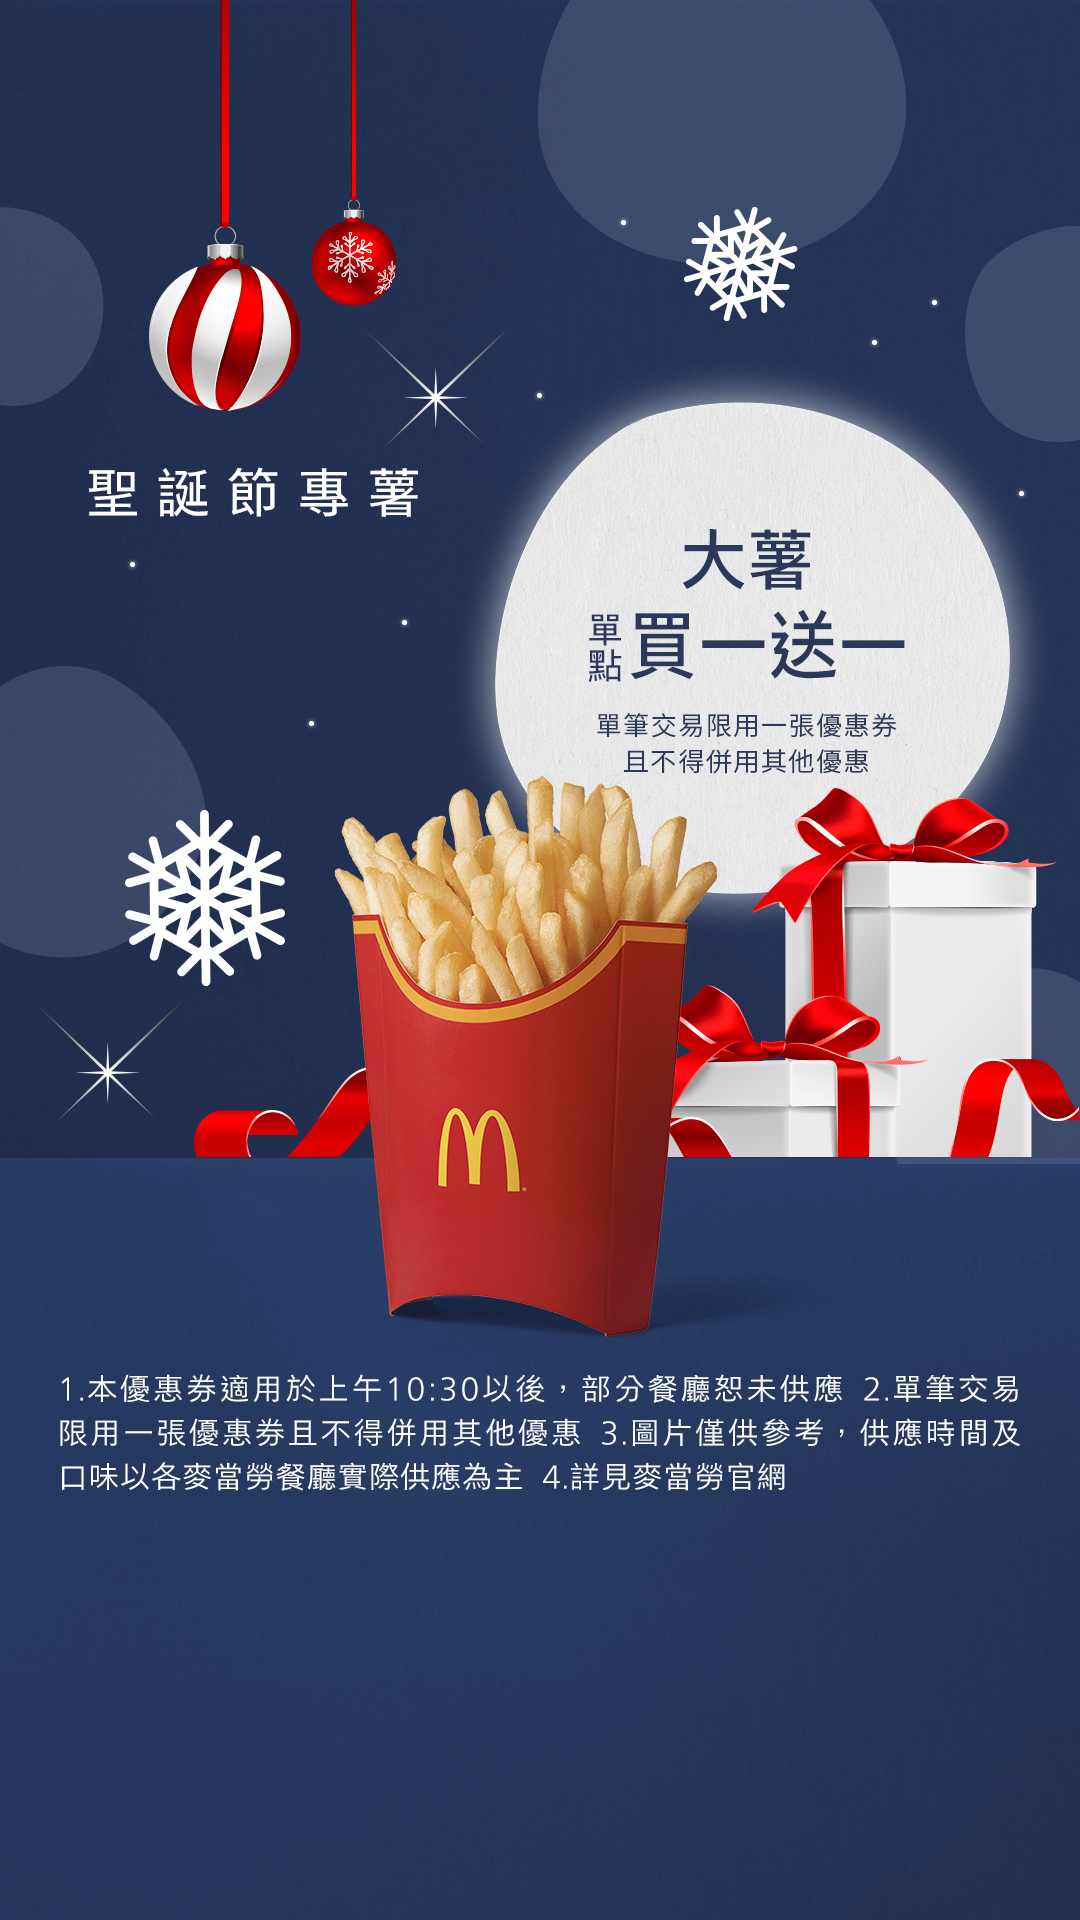 聖誕節專薯
大薯
單點 買一送一
單筆交易限用一張優惠券
且不得併用其他優惠
1.本優惠券適用於上午10:30以後，部分餐廳恕未供應 2.單筆交易
限用一張優惠券且不得併用其他優惠 3.圖片僅供參考，供應時間及
口味以各麥當勞餐廳實際供應為主 4.詳見麥當勞官網